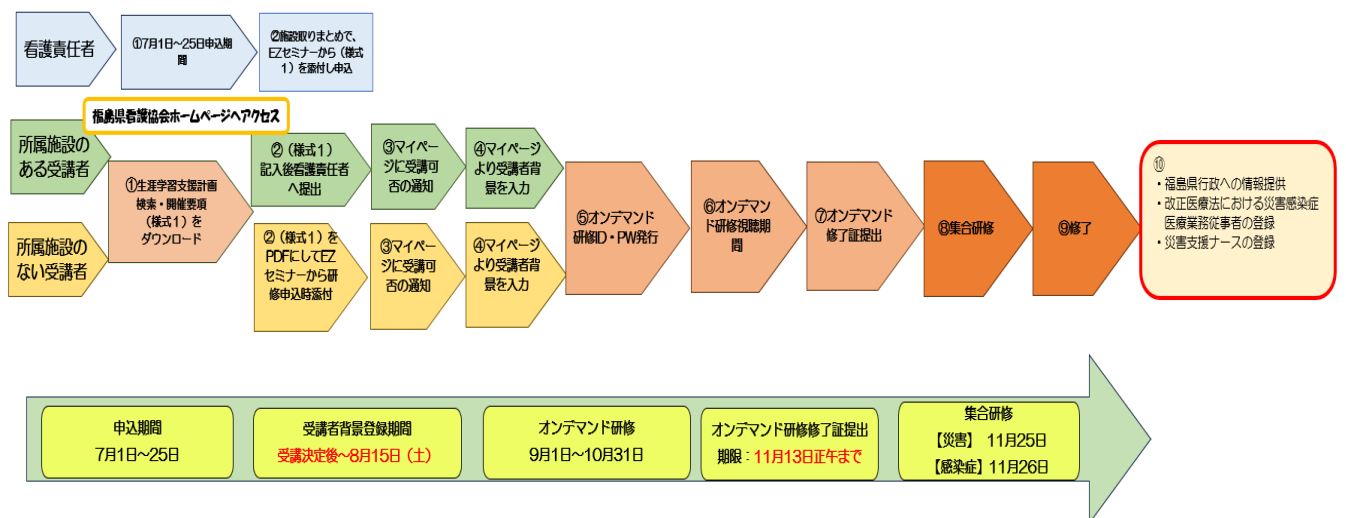 看護責任者
①7月1日~25日申込期
間
②施設取りまとめで、
EZセミナーから（様式
1）を添付し申込
福島県看護協会ホームページへアクセス
所属施設の
ある受講者
所属施設の
ない受講者
①生涯学習支援計画
検索・開催要項
（様式1）を
ダウンロード
②（様式1）
記入後看護責任者
へ提出
③マイペー
ジに受講可
否の通知
④マイページ
より受講者背
景を入力
②（様式1）を
PDFにしてEZ
セミナーから研
修申込時添付
③マイペー
ジに受講可
否の通知
④マイページ
より受講者背
景を入力
⑤オンデマンド
研修ID・PW発行
⑥オンデマン
ド研修視聴期
間
⑦オンデマンド
修了証提出
⑧集合研修
⑨修了
⑩
・福島県行政への情報提供
・改正医療法における災害感染症
医療業務従事者の登録
・災害支援ナースの登録
申込期間
7月1日～25日
受講者背景登録期間
受講決定後～8月15日（土）
オンデマンド研修
9月1日～10月31日
オンデマンド研修修了証提出
期限：11月13日正午まで
集合研修
【災害】 11月25日
【感染症】11月26日